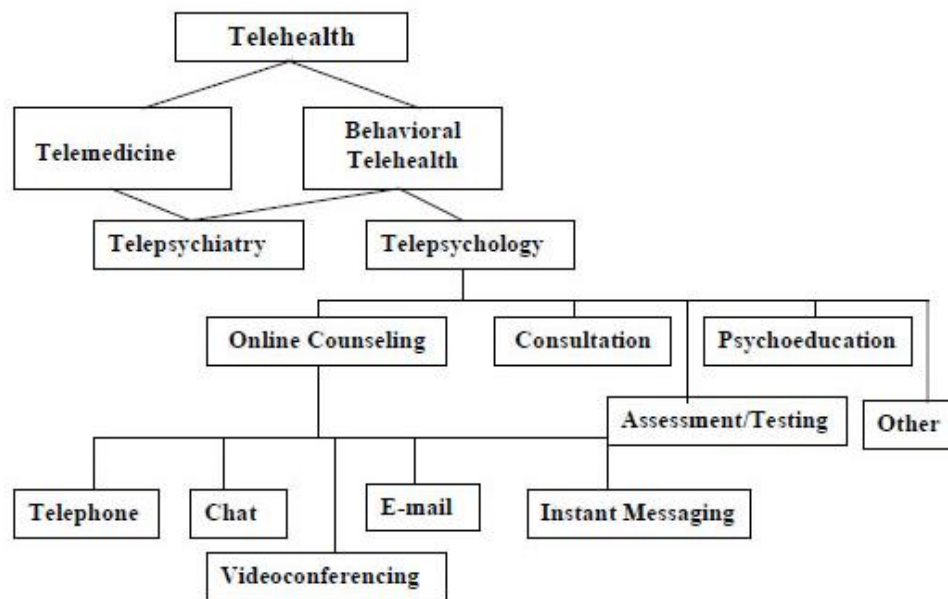 Telehealth
Telemedicine
Behavioral
Telehealth
Telepsychiatry
Telepsychology
Online Counseling
Consultation
Psychoeducation
Assessment/Testing
Other
Telephone
Chat
E-mail
Instant Messaging
Videoconferencing